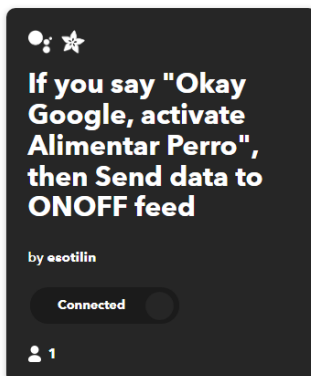 If you say "Okay
Google, activate
Alimentar Perro",
then Send data to
ONOFF feed
by esotilin
Connected
1